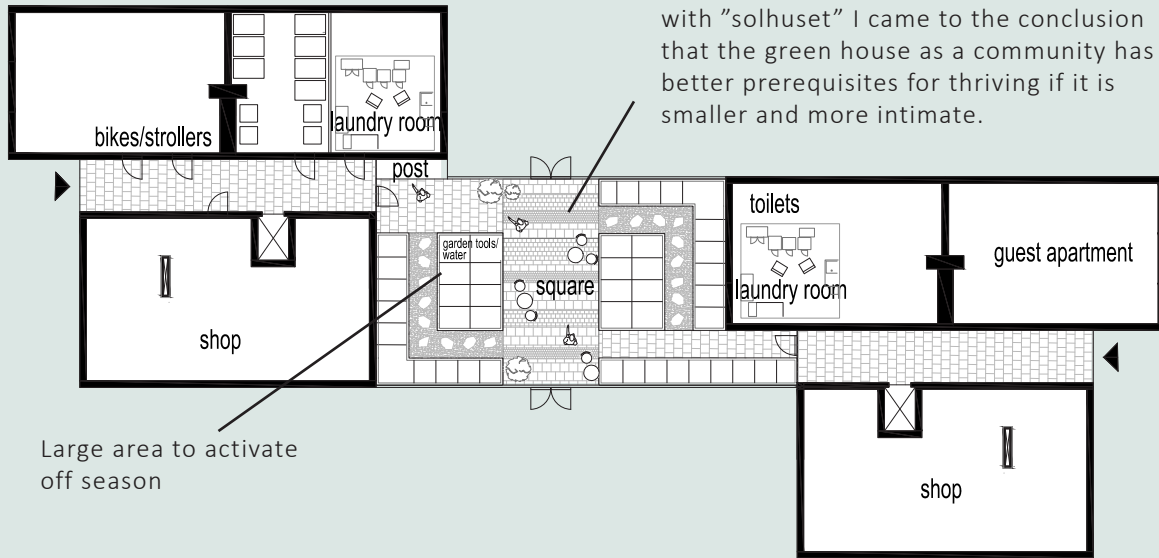 with ”solhuset” I came to the conclusion
that the green house as a community has
better prerequisites for thriving if it is
smaller and more intimate.
bikes/strollers
laundry room
post
toilets
garden tools/
water
square
guest apartment
laundry room
shop
Large area to activate
off season
shop